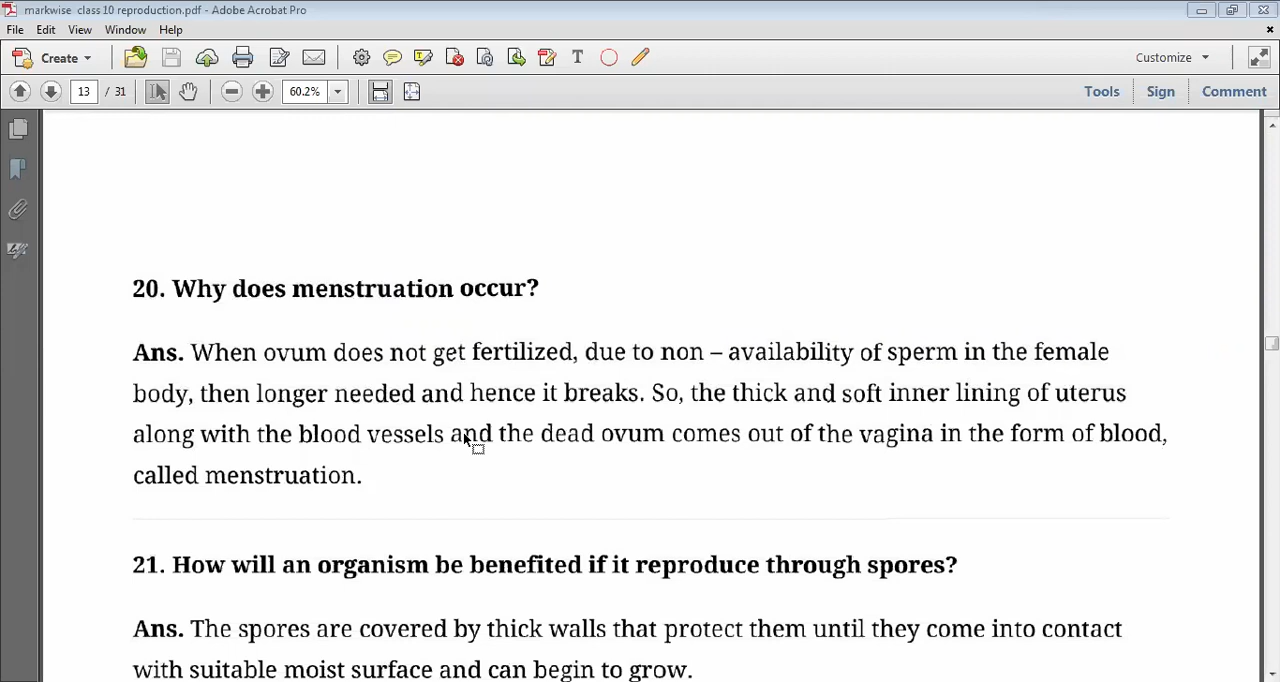 markwise class 10 reproduction.pdf - Adobe Acrobat Pro
File Edit View Window Help
Create Customize
13 / 31 60.2% Tools Sign Comment
20. Why does menstruation occur?
Ans. When ovum does not get fertilized, due to non – availability of sperm in the female
body, then longer needed and hence it breaks. So, the thick and soft inner lining of uterus
along with the blood vessels and the dead ovum comes out of the vagina in the form of blood,
called menstruation.
21. How will an organism be benefited if it reproduce through spores?
Ans. The spores are covered by thick walls that protect them until they come into contact
with suitable moist surface and can begin to grow.